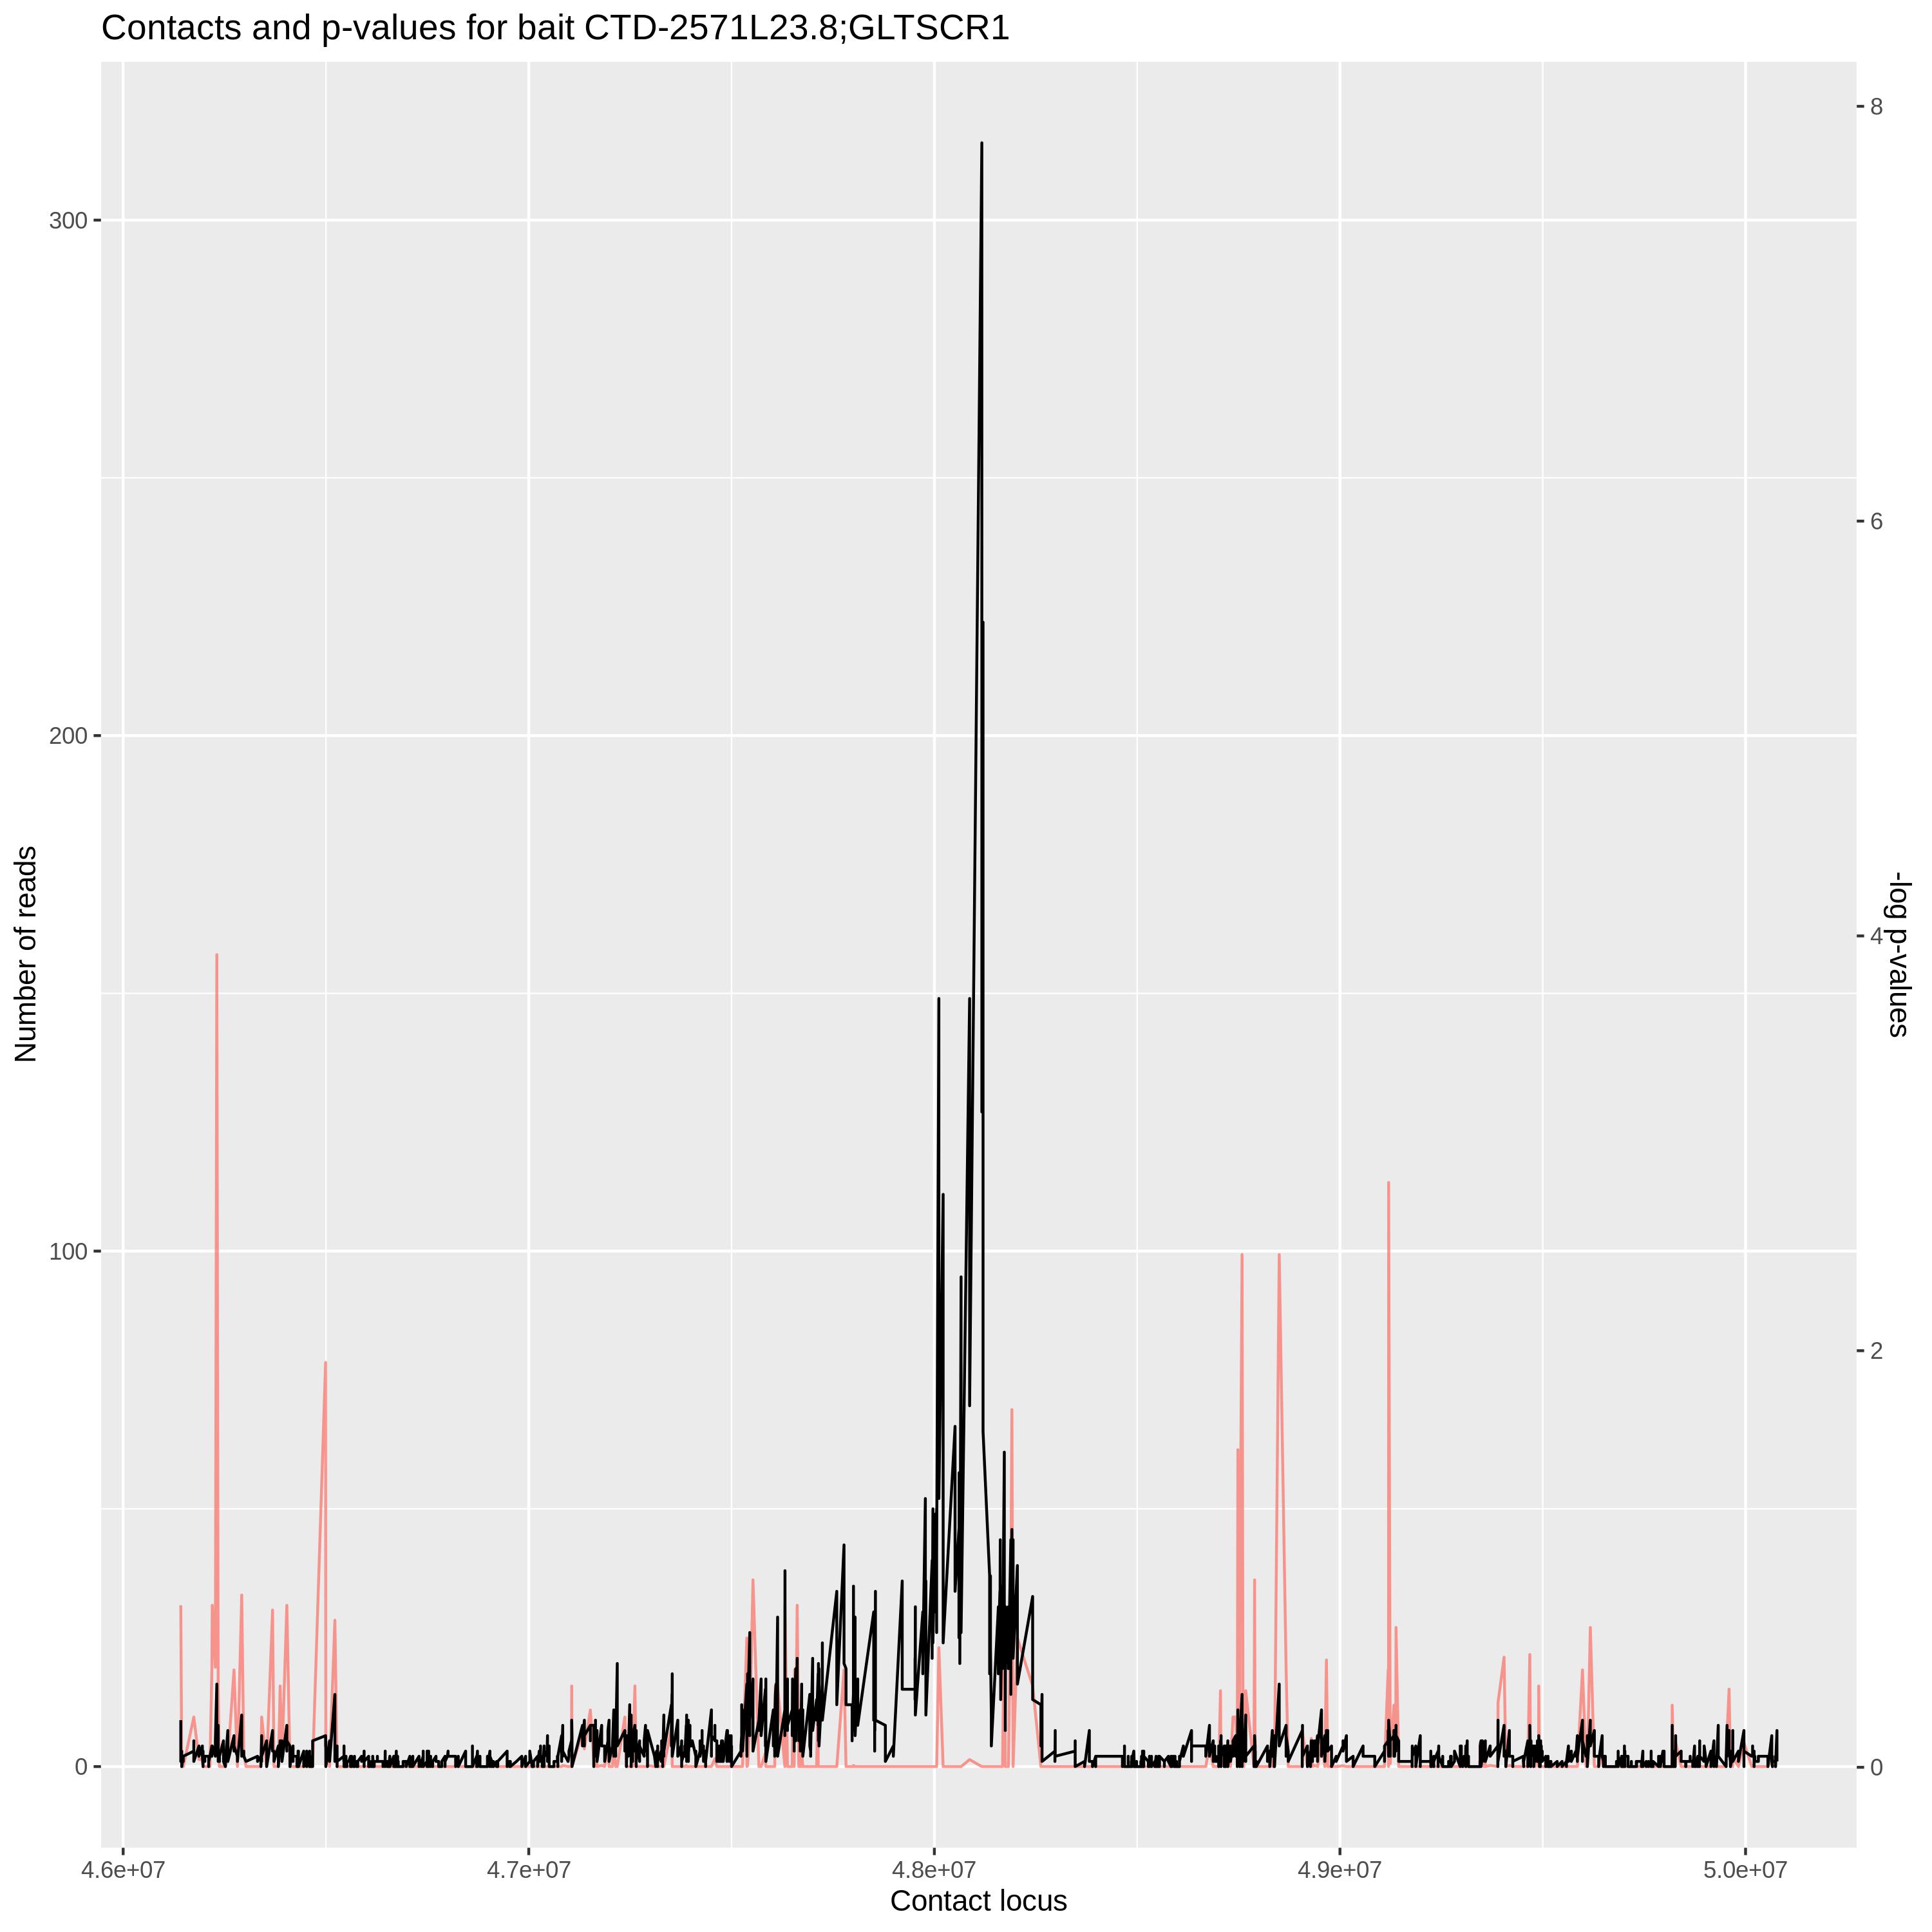 Contacts and p-values for bait CTD-2571L23.8;GLTSCR1
8
300
6
200
4
Number of reads
-log p-values
100
2
0
0
4.6e+07
4.7e+07
4.8e+07
4.9e+07
5.0e+07
Contact locus